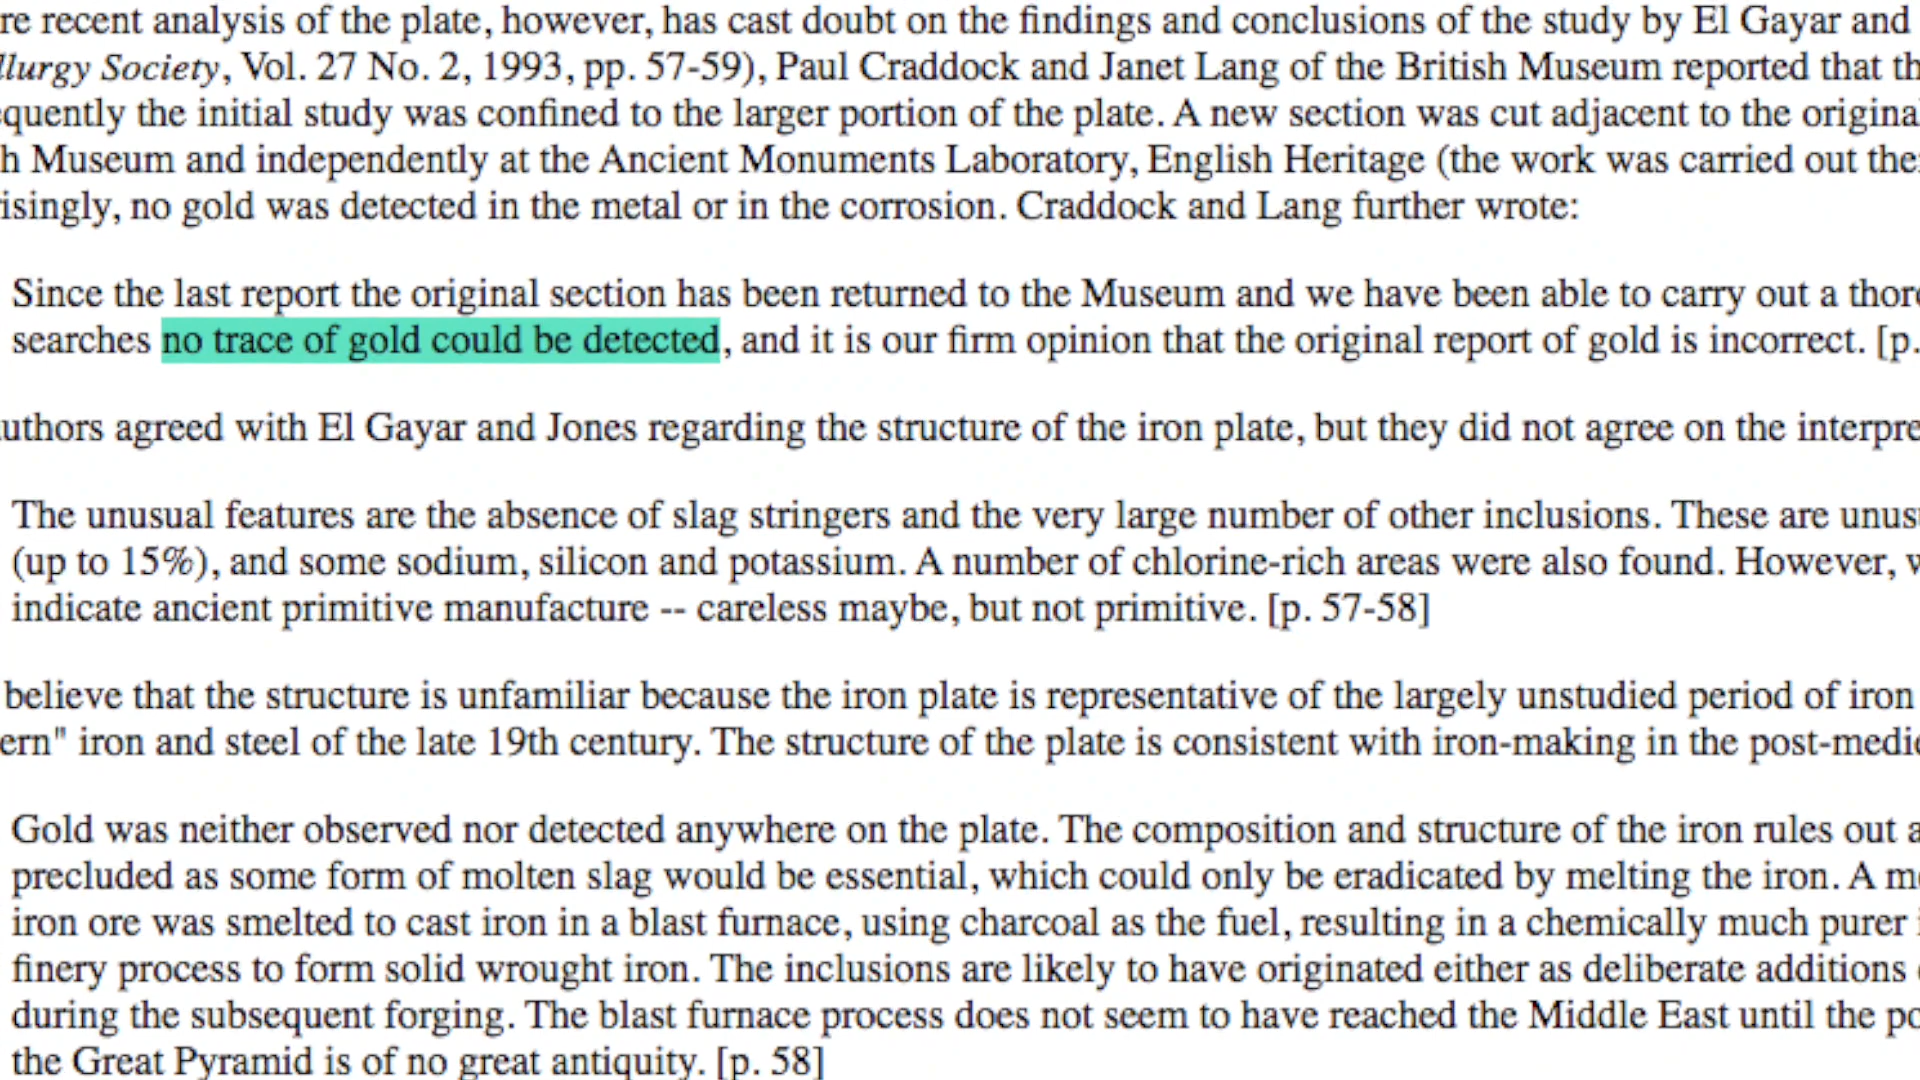 re recent analysis of the plate, however, has cast doubt on the findings and conclusions of the study by El Gayar and
llurgy Society, Vol. 27 No. 2, 1993, pp. 57-59), Paul Craddock and Janet Lang of the British Museum reported that th
equently the initial study was confined to the larger portion of the plate. A new section was cut adjacent to the origina
h Museum and independently at the Ancient Monuments Laboratory, English Heritage (the work was carried out the
isingly, no gold was detected in the metal or in the corrosion. Craddock and Lang further wrote:
Since the last report the original section has been returned to the Museum and we have been able to carry out a thoro
searches no trace of gold could be detected, and it is our firm opinion that the original report of gold is incorrect. [p.
uthors agreed with El Gayar and Jones regarding the structure of the iron plate, but they did not agree on the interpre
The unusual features are the absence of slag stringers and the very large number of other inclusions. These are unus
(up to 15%), and some sodium, silicon and potassium. A number of chlorine-rich areas were also found. However, w
indicate ancient primitive manufacture -- careless maybe, but not primitive. [p. 57-58]
believe that the structure is unfamiliar because the iron plate is representative of the largely unstudied period of iron
ern" iron and steel of the late 19th century. The structure of the plate is consistent with iron-making in the post-medie
Gold was neither observed nor detected anywhere on the plate. The composition and structure of the iron rules out a
precluded as some form of molten slag would be essential, which could only be eradicated by melting the iron. A mo
iron ore was smelted to cast iron in a blast furnace, using charcoal as the fuel, resulting in a chemically much purer i
finery process to form solid wrought iron. The inclusions are likely to have originated either as deliberate additions
during the subsequent forging. The blast furnace process does not seem to have reached the Middle East until the po
the Great Pyramid is of no great antiquity. [p. 58]